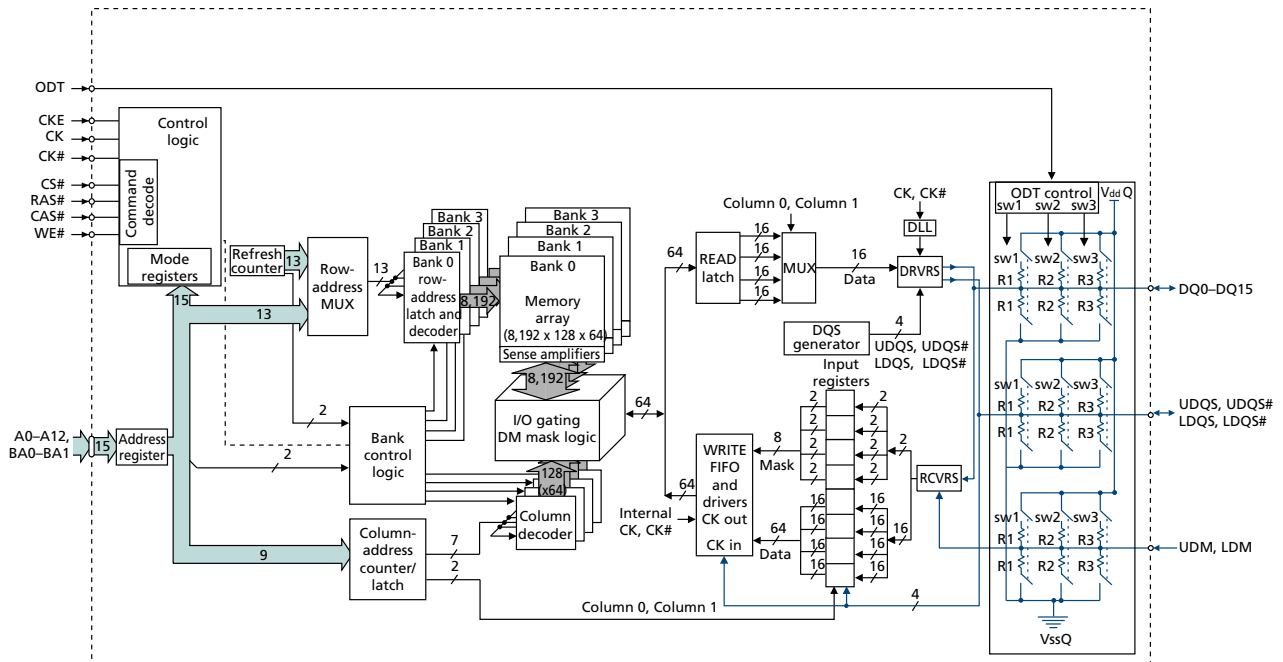 ODT
CKE
CK
CK#
CS#
RAS#
CAS#
WE#
Control
logic
Command
decode
Mode
registers
15
Refresh
counter
13
13
Row-
address
MUX
13
Bank 3
Bank 2
Bank 1
Bank 0
row-
address
latch and
decoder
8,192
Bank 3
Bank 2
Bank 1
Bank 0
Memory
array
(8,192 x 128 x 64)
Sense amplifiers
8,192
I/O gating
DM mask logic
64
128
(x64)
Column
decoder
A0–A12,
BA0–BA1
15
Address
register
2
2
Bank
control
logic
9
Column-
address
counter/
latch
7
2
Column 0, Column 1
64
READ
latch
16
16
16
16
Column 0, Column 1
MUX
16
Data
CK, CK#
DLL
DRVRS
DQS
generator
4
UDQS, UDQS#
LDQS, LDQS#
Input
registers
64
Internal
CK, CK#
WRITE
FIFO
and
drivers
CK out
CK in
8
Mask
64
Data
2
2
2
2
16
16
16
16
2
2
2
2
16
16
16
16
2
16
RCVRS
4
ODT control
VddQ
sw1
sw2
sw3
sw1
sw2
sw3
R1
R2
R3
R1
R2
R3
DQ0–DQ15
sw1
sw2
sw3
R1
R2
R3
R1
R2
R3
UDQS, UDQS#
LDQS, LDQS#
sw1
sw2
sw3
R1
R2
R3
R1
R2
R3
UDM, LDM
VssQ